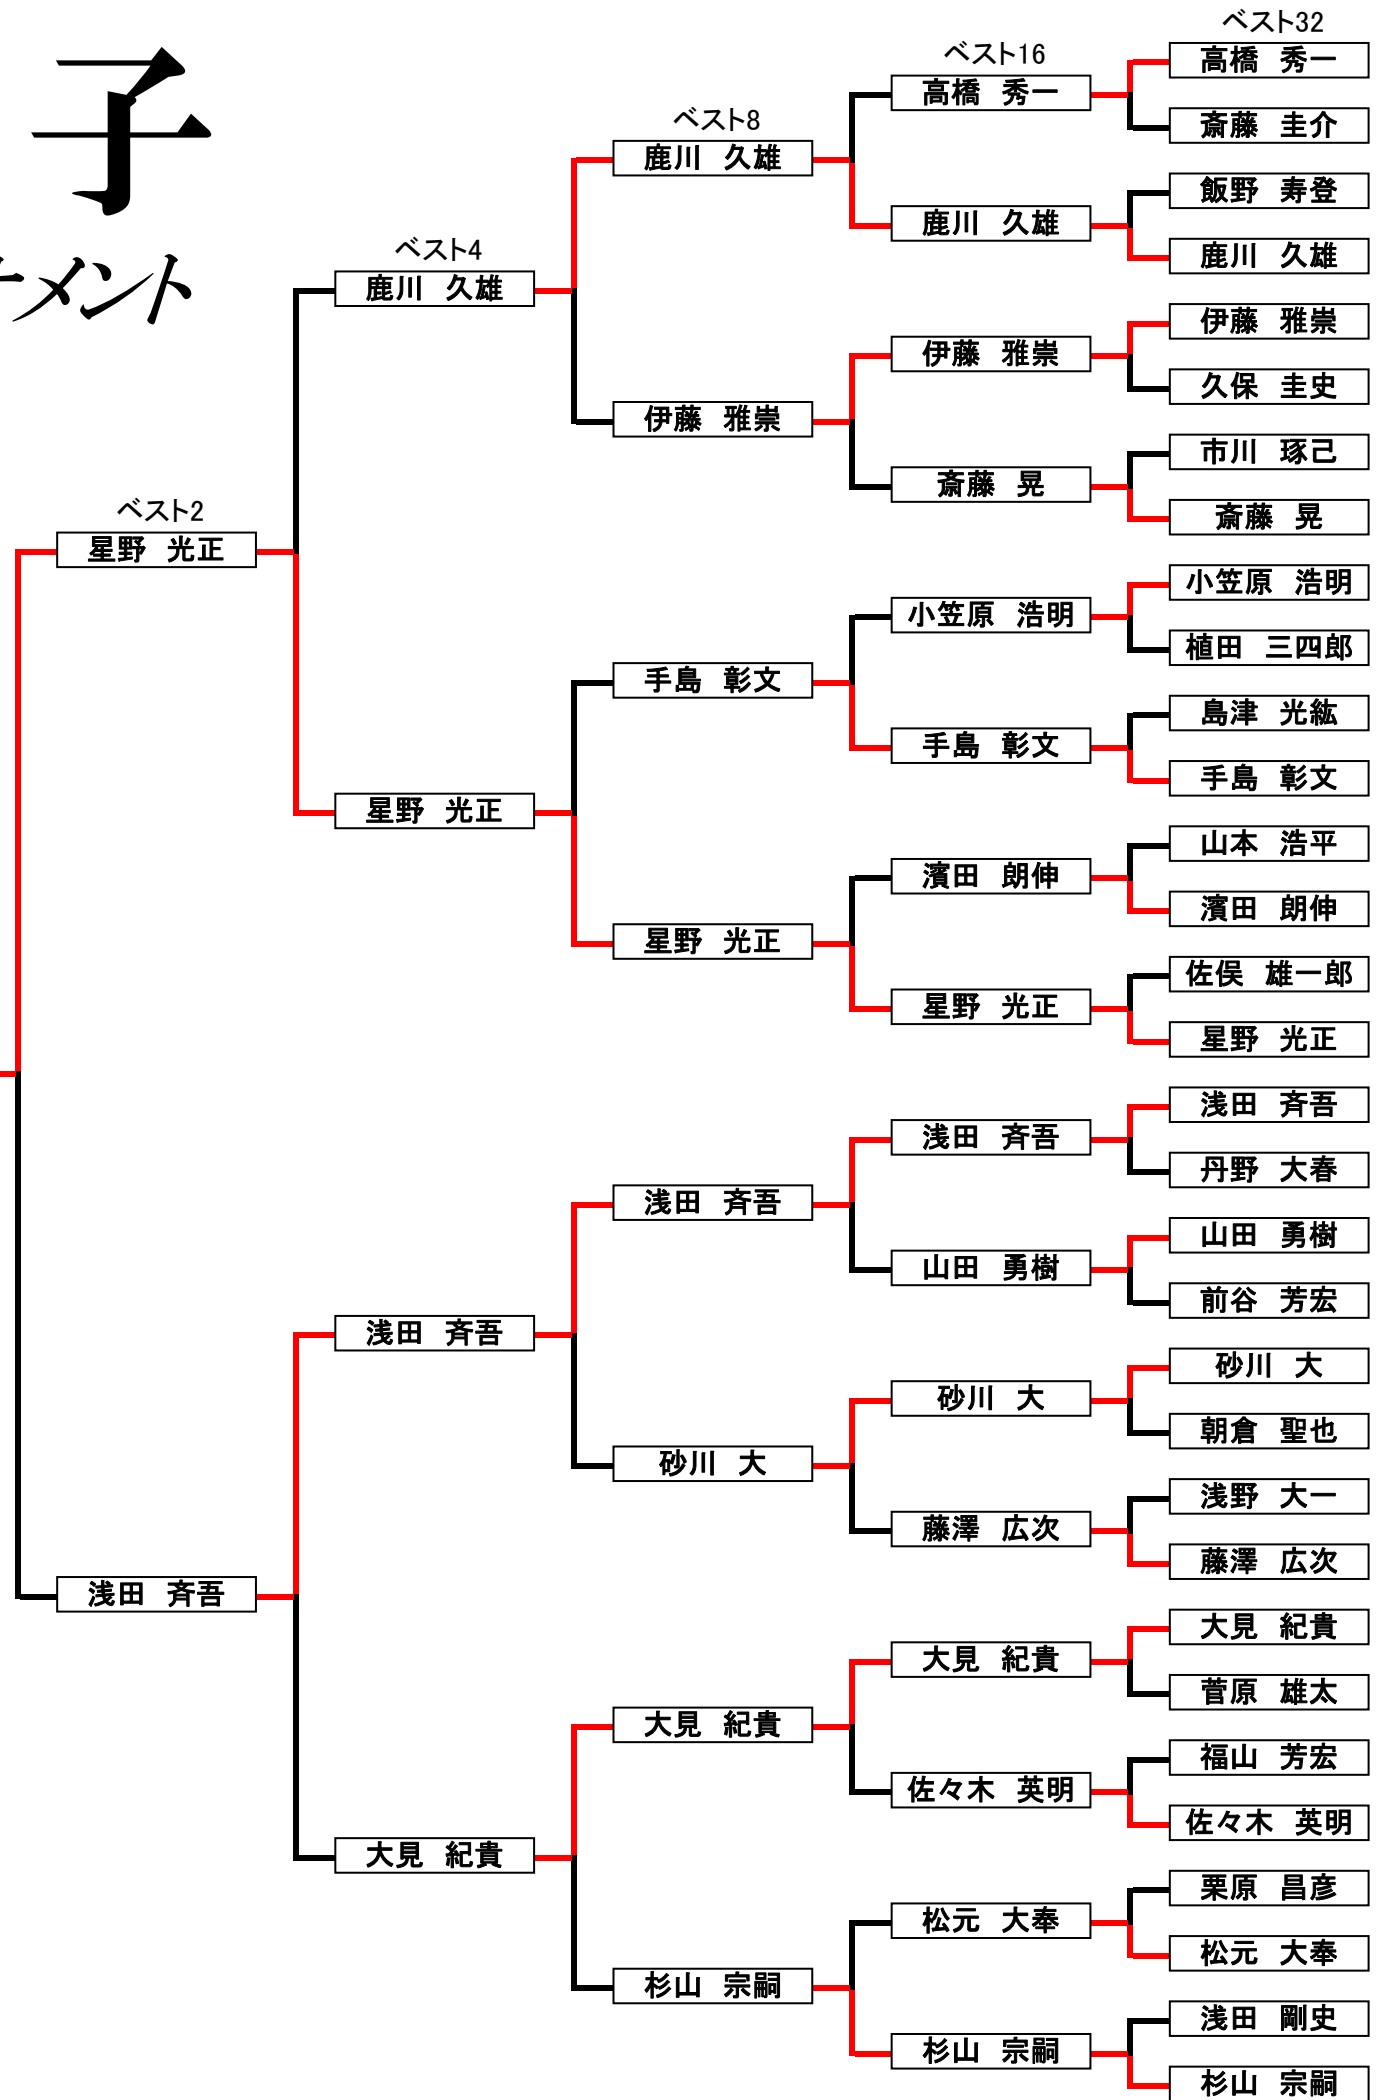 子
ナメント
ベスト2
星野 光正
浅田 斉吾
ベスト4
鹿川 久雄
星野 光正
浅田 斉吾
大見 紀貴
ベスト8
鹿川 久雄
伊藤 雅崇
手島 彰文
星野 光正
浅田 斉吾
砂川 大
大見 紀貴
杉山 宗嗣
ベスト16
高橋 秀一
鹿川 久雄
伊藤 雅崇
斎藤 晃
小笠原 浩明
手島 彰文
濱田 朗伸
星野 光正
浅田 斉吾
山田 勇樹
砂川 大
藤澤 広次
大見 紀貴
佐々木 英明
松元 大奉
杉山 宗嗣
ベスト32
高橋 秀一
斎藤 圭介
飯野 寿登
鹿川 久雄
伊藤 雅崇
久保 圭史
市川 琢己
斎藤 晃
小笠原 浩明
植田 三四郎
島津 光紘
手島 彰文
山本 浩平
濱田 朗伸
佐俣 雄一郎
星野 光正
浅田 斉吾
丹野 大春
山田 勇樹
前谷 芳宏
砂川 大
朝倉 聖也
浅野 大一
藤澤 広次
大見 紀貴
菅原 雄太
福山 芳宏
佐々木 英明
栗原 昌彦
松元 大奉
浅田 剛史
杉山 宗嗣